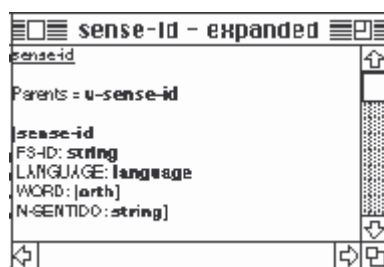 sense-id - expanded
sense-id
Parents = u-sense-id
[sense-id
FS-ID: string
LANGUAGE: language
WORD: [orth]
N-SENTIDO: string]